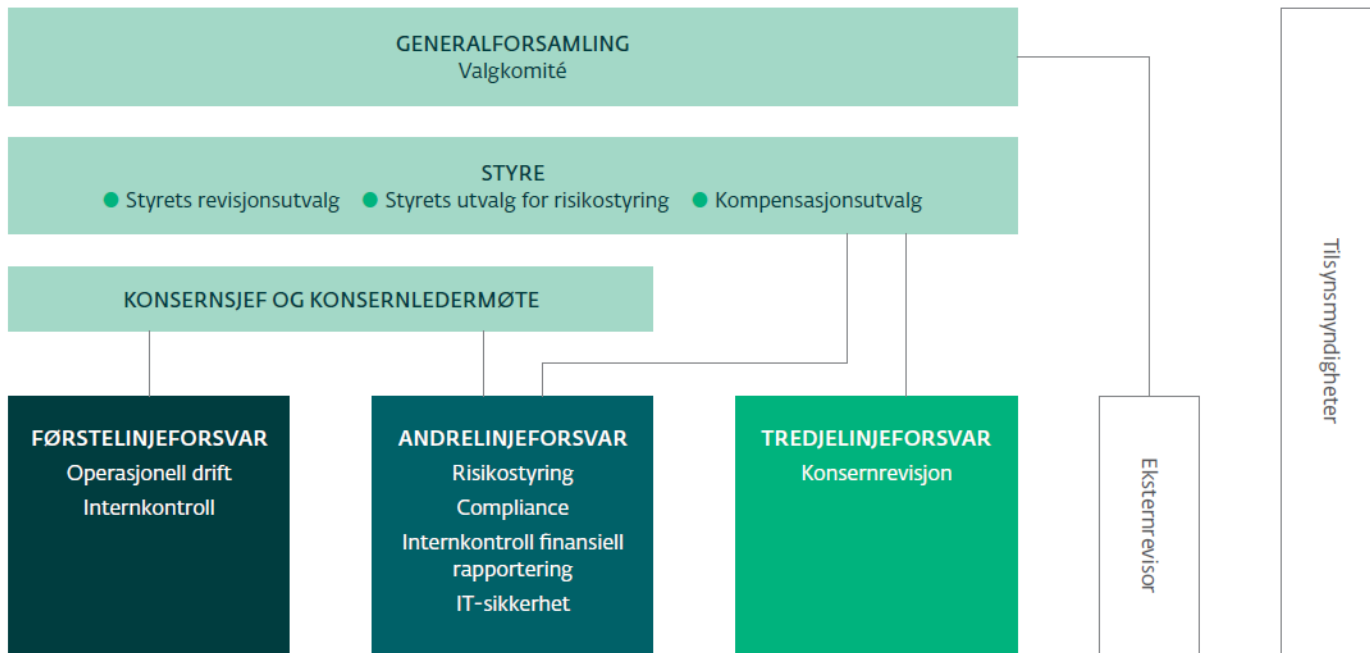 GENERALFORSAMLING
Valgkomité
STYRE
Styrets revisjonsutvalg Styrets utvalg for risikostyring Kompensasjonsutvalg
KONSERNSJEF OG KONSERNLEDERMØTE
FØRSTELINJEFORSVAR
Operasjonell drift
Internkontroll
ANDRELINJEFORSVAR
Risikostyring
Compliance
Internkontroll finansiell
rapportering
IT-sikkerhet
TREDJELINJEFORSVAR
Konsernrevisjon
Eksternrevisor
Tilsynsmyndigheter